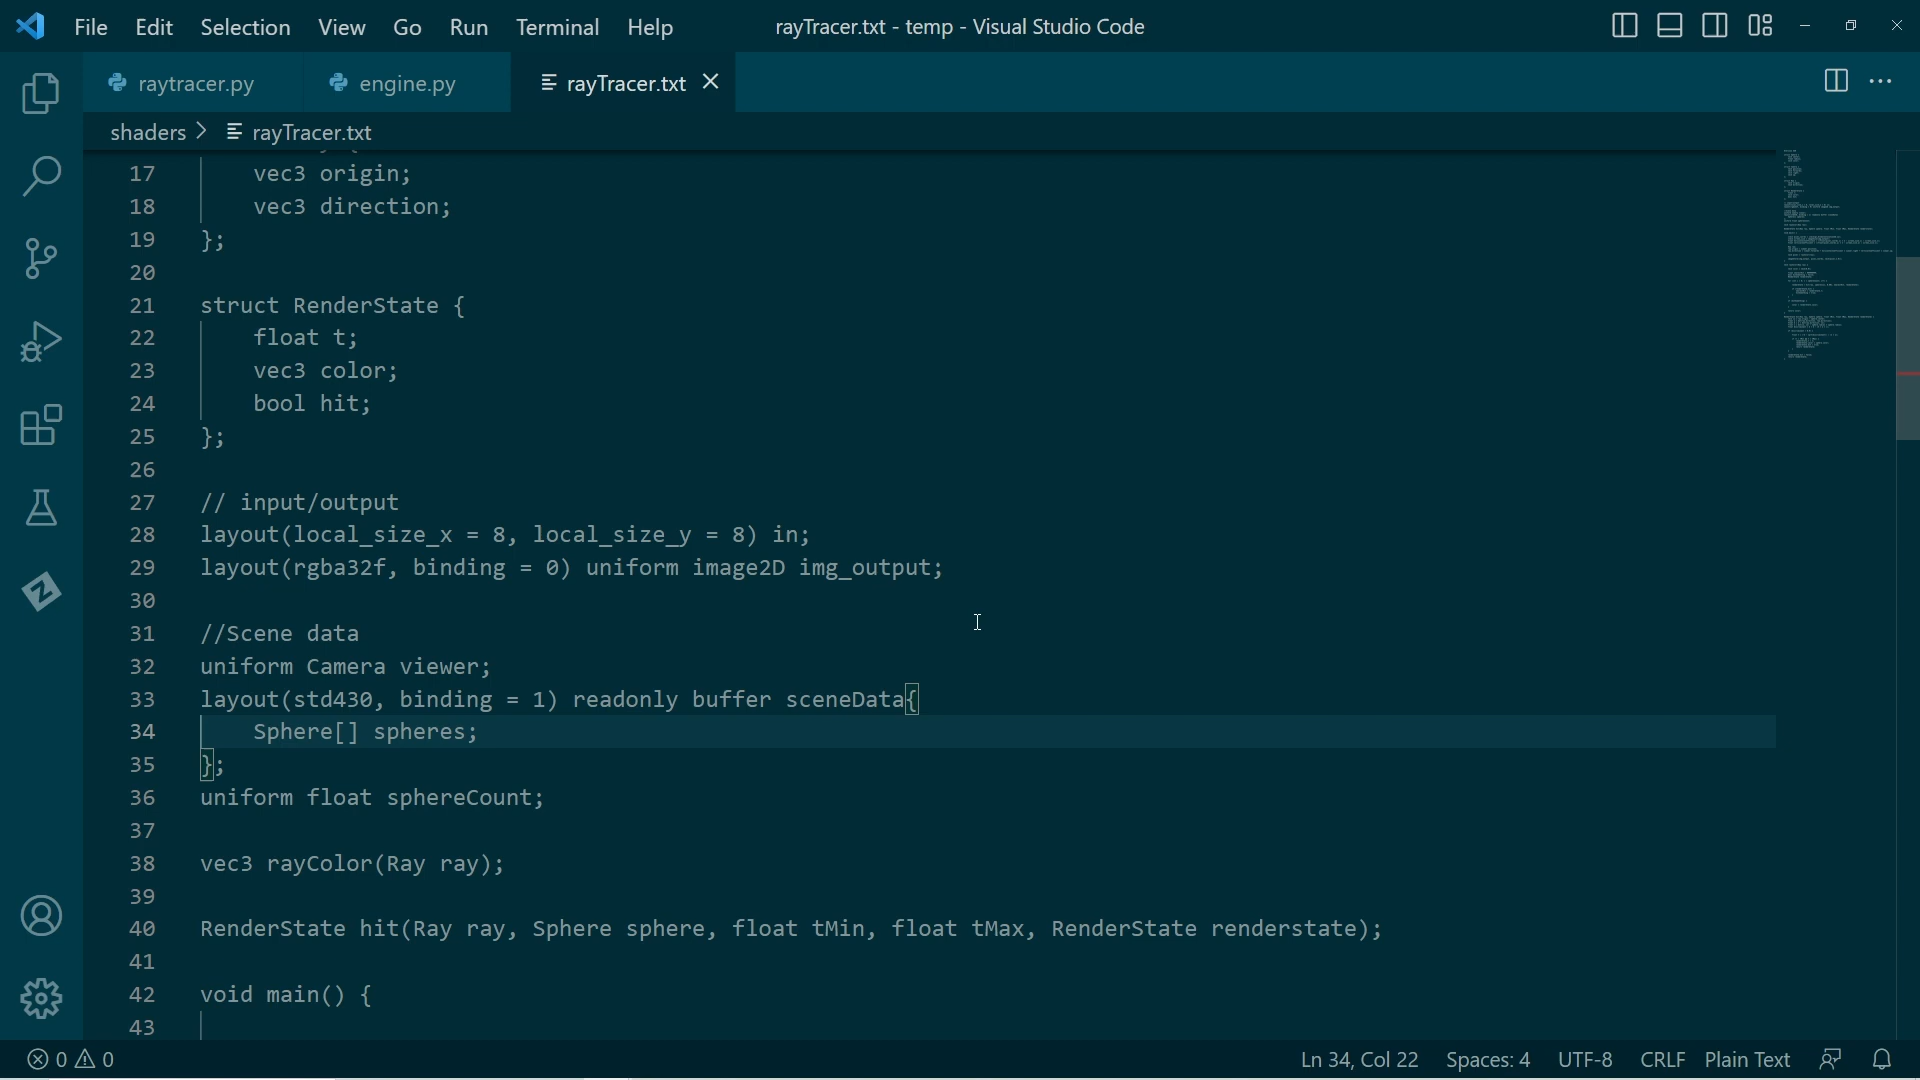 File Edit Selection View Go Run Terminal Help rayTracer.txt - temp - Visual Studio Code
raytracer.py engine.py rayTracer.txt
shaders > rayTracer.txt
17 vec3 origin;
18 vec3 direction;
19 };
20
21 struct RenderState {
22 float t;
23 vec3 color;
24 bool hit;
25 };
26
27 // input/output
28 layout(local_size_x = 8, local_size_y = 8) in;
29 layout(rgba32f, binding = 0) uniform image2D img_output;
30
31 //Scene data
32 uniform Camera viewer;
33 layout(std430, binding = 1) readonly buffer sceneData{
34 Sphere[] spheres;
35 };
36 uniform float sphereCount;
37
38 vec3 rayColor(Ray ray);
39
40 RenderState hit(Ray ray, Sphere sphere, float tMin, float tMax, RenderState renderstate);
41
42 void main() {
43
0 0 Ln 34, Col 22 Spaces: 4 UTF-8 CRLF Plain Text